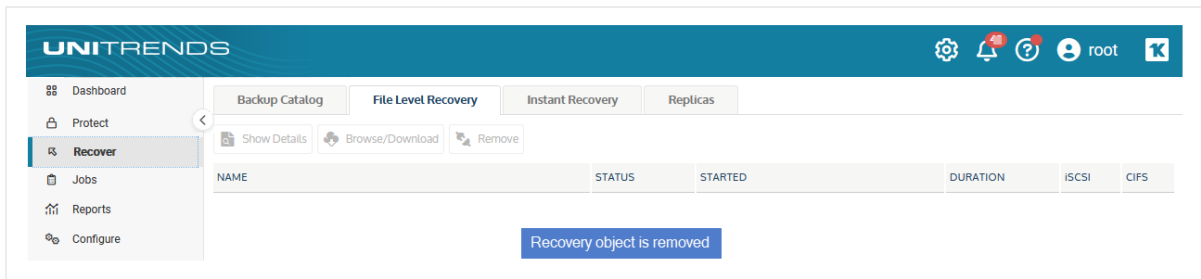 UNITRENDS
root
Dashboard
Protect
Recover
Jobs
Reports
Configure
Backup Catalog File Level Recovery Instant Recovery Replicas
Show Details Browse/Download Remove
NAME STATUS STARTED DURATION iSCSI CIFS
Recovery object is removed